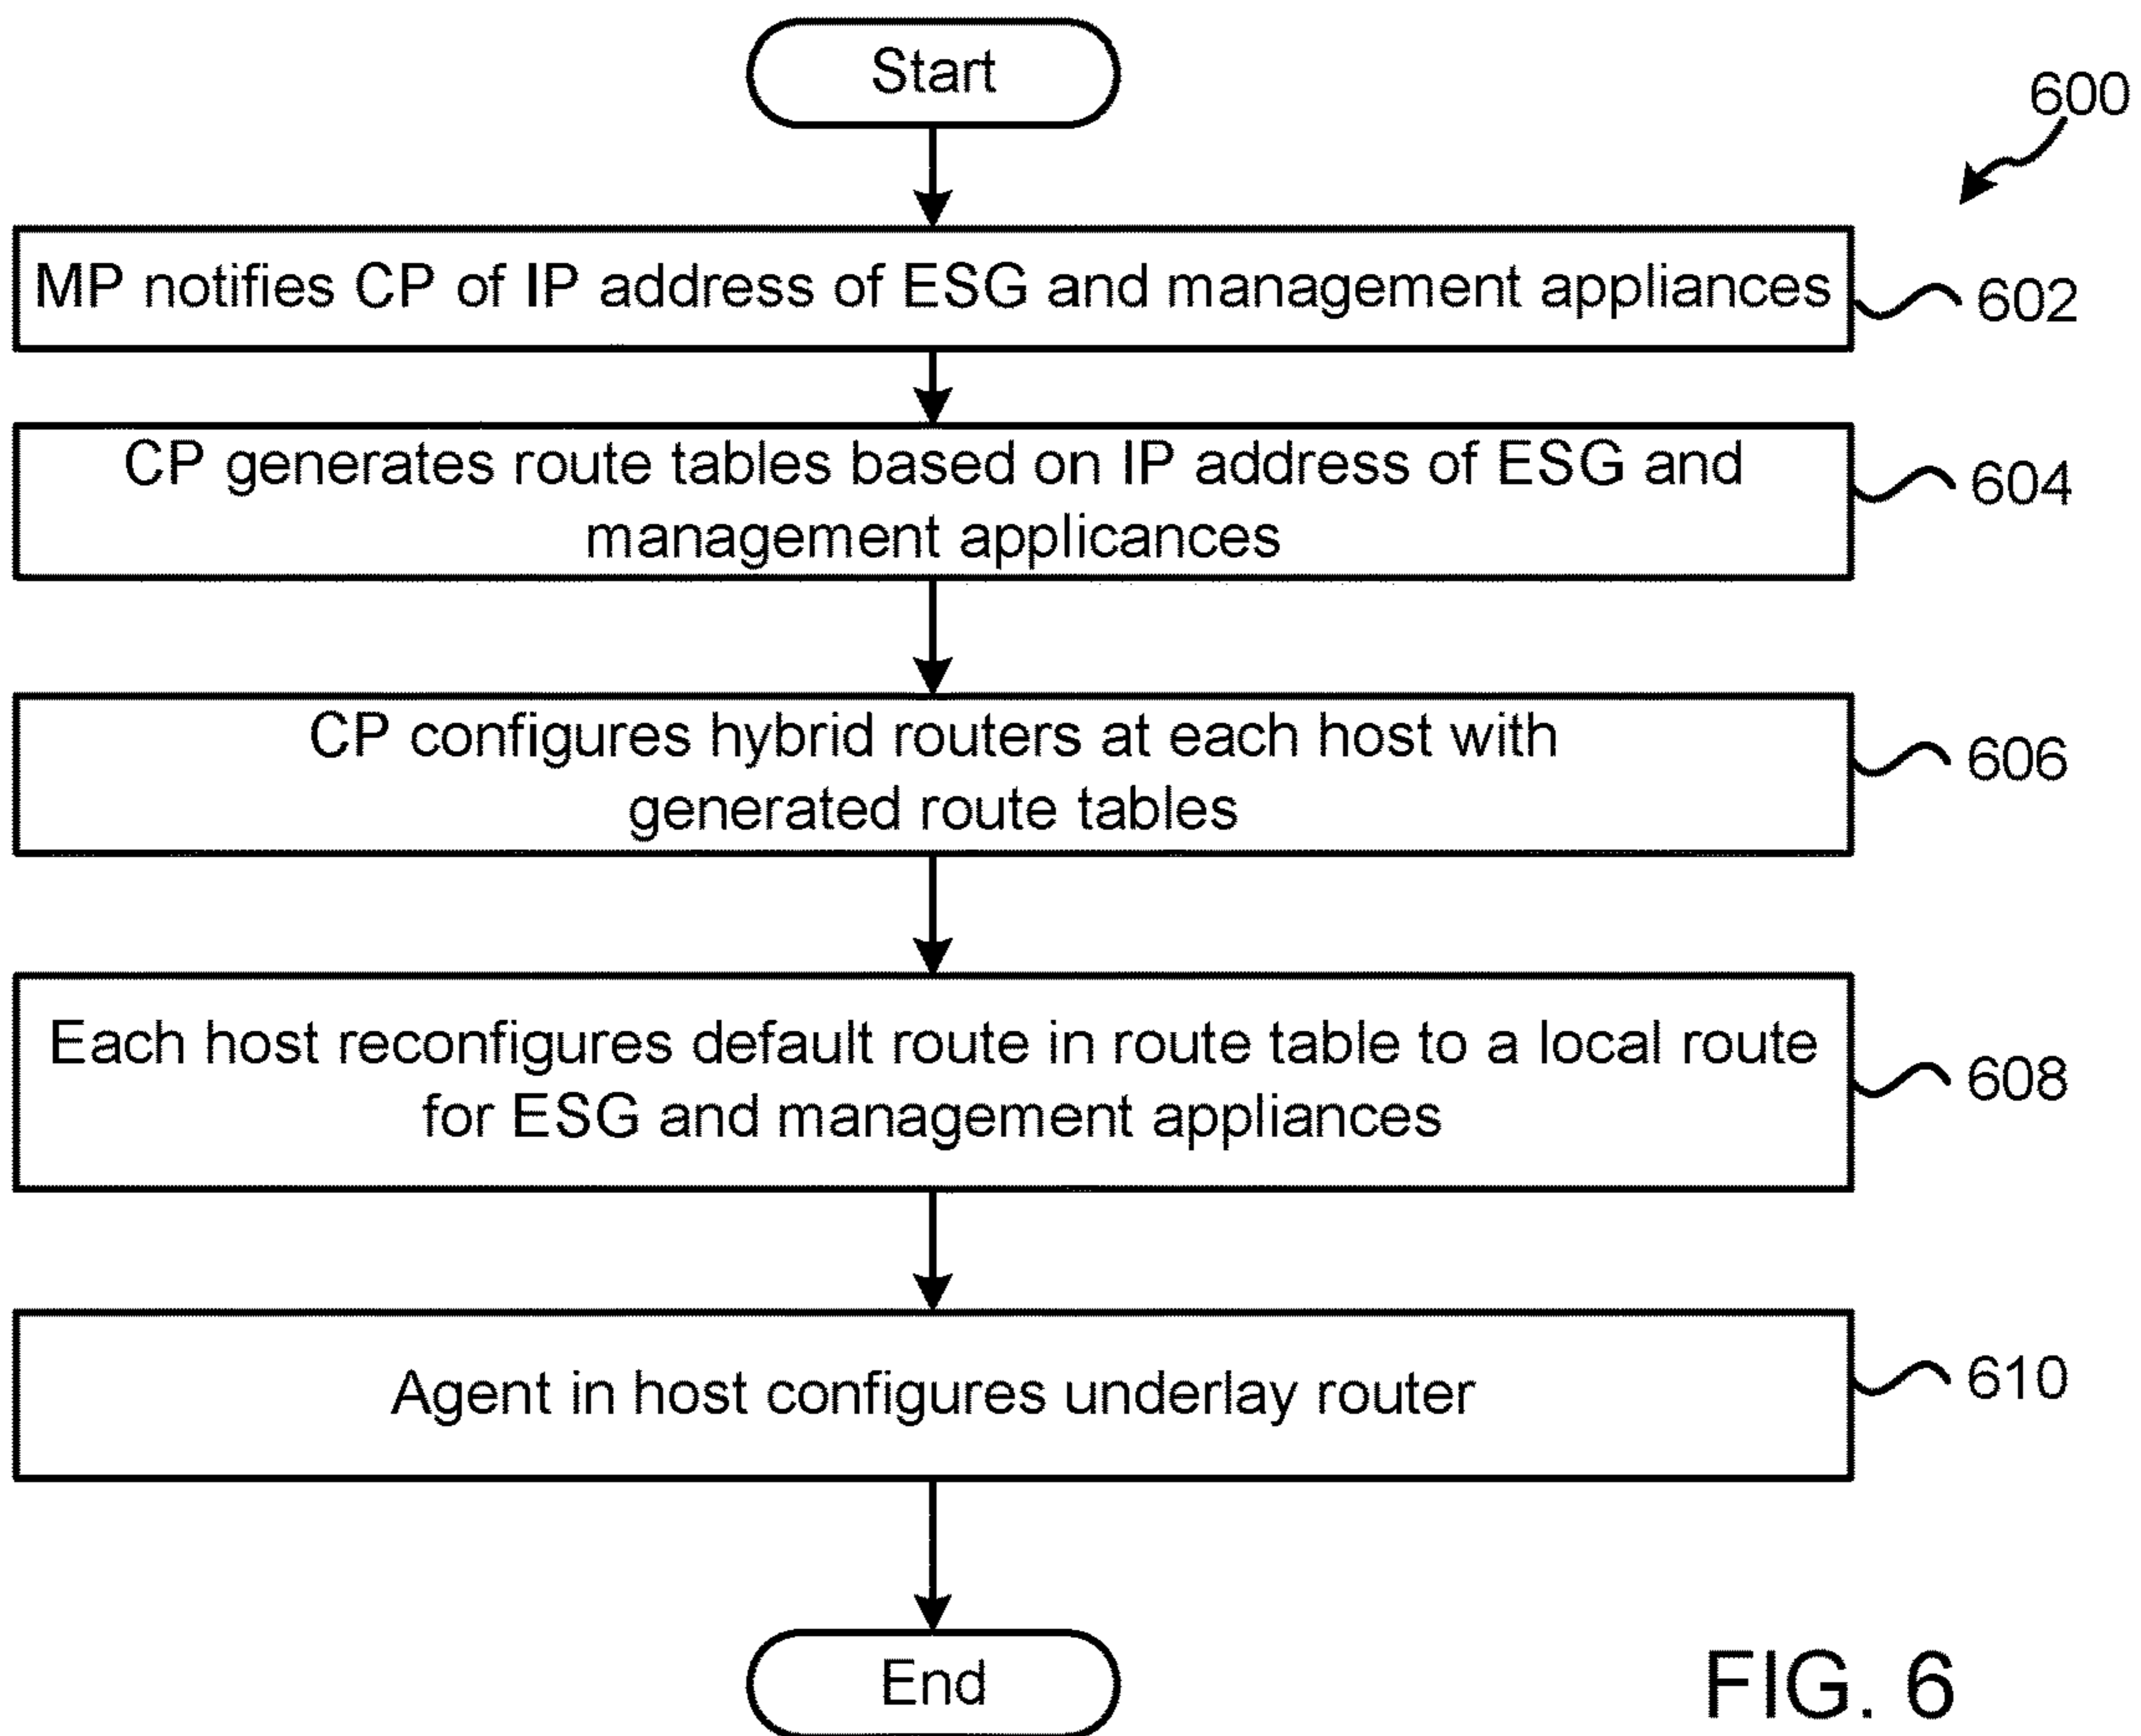 Start
600
MP notifies CP of IP address of ESG and management appliances
602
CP generates route tables based on IP address of ESG and
management applicances
604
CP configures hybrid routers at each host with
generated route tables
606
Each host reconfigures default route in route table to a local route
for ESG and management appliances
608
Agent in host configures underlay router
610
End
FIG. 6